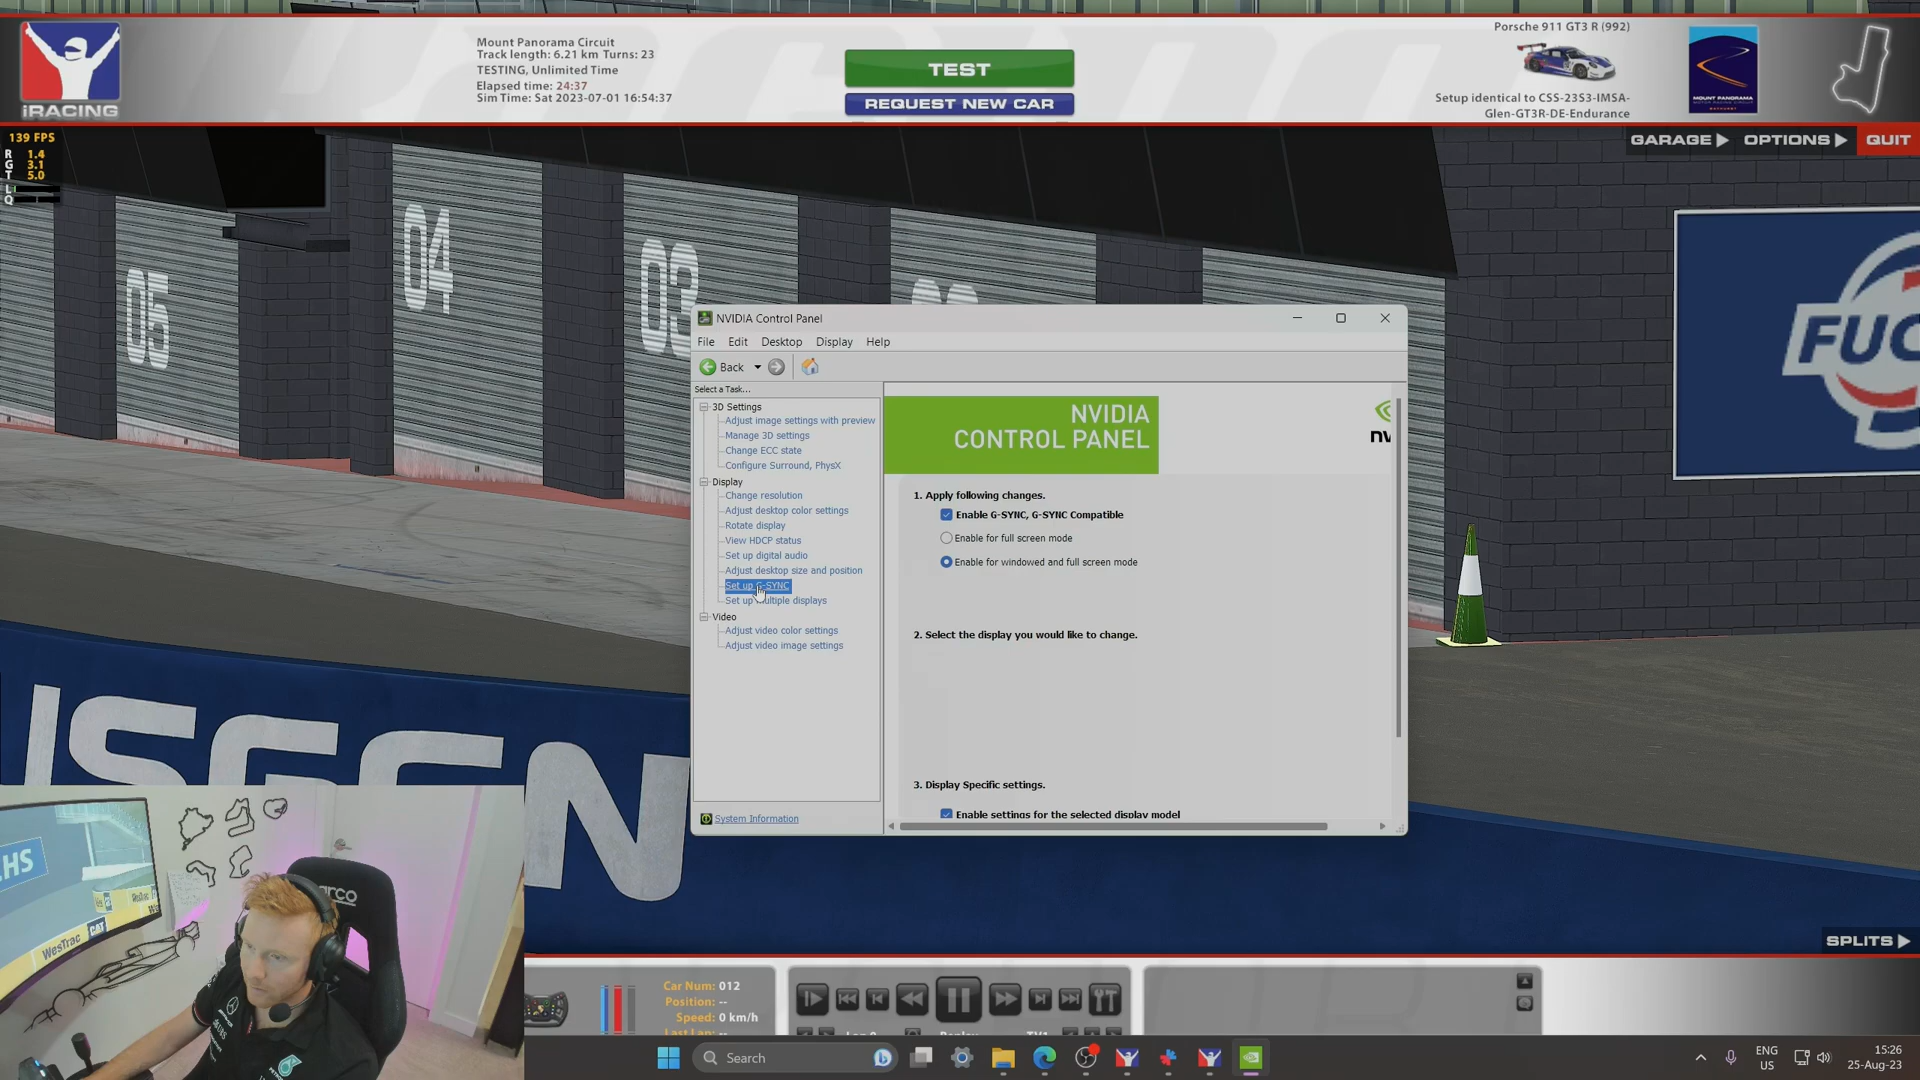 iRACING
Mount Panorama Circuit
Track length: 6.21 km Turns: 23
TESTING, Unlimited Time
Elapsed time: 24:37
Sim Time: Sat 2023-07-01 16:54:37
TEST
REQUEST NEW CAR
Porsche 911 GT3 R (992)
Setup identical to CSS-23S3-IMSA-
Glen-GT3R-DE-Endurance
MOUNT PANORAMA
139 FPS
R 1.4
G 3.1
T 5.0
L
Q
GARAGE
OPTIONS
QUIT
05
04
03
FUC
NVIDIA Control Panel
File Edit Desktop Display Help
Back
Select a Task...
3D Settings
Adjust image settings with preview
Manage 3D settings
Change ECC state
Configure Surround, PhysX
Display
Change resolution
Adjust desktop color settings
Rotate display
View HDCP status
Set up digital audio
Adjust desktop size and position
Set up G-SYNC
Set up multiple displays
Video
Adjust video color settings
Adjust video image settings
System Information
NVIDIA
CONTROL PANEL
1. Apply following changes.
Enable G-SYNC, G-SYNC Compatible
Enable for full screen mode
Enable for windowed and full screen mode
2. Select the display you would like to change.
3. Display Specific settings.
Enable settings for the selected display model
HS
WesTrac
CAT
arco
SPLITS
Car Num: 012
Position: --
Speed: 0 km/h
Search
ENG
US
15:26
25-Aug-23